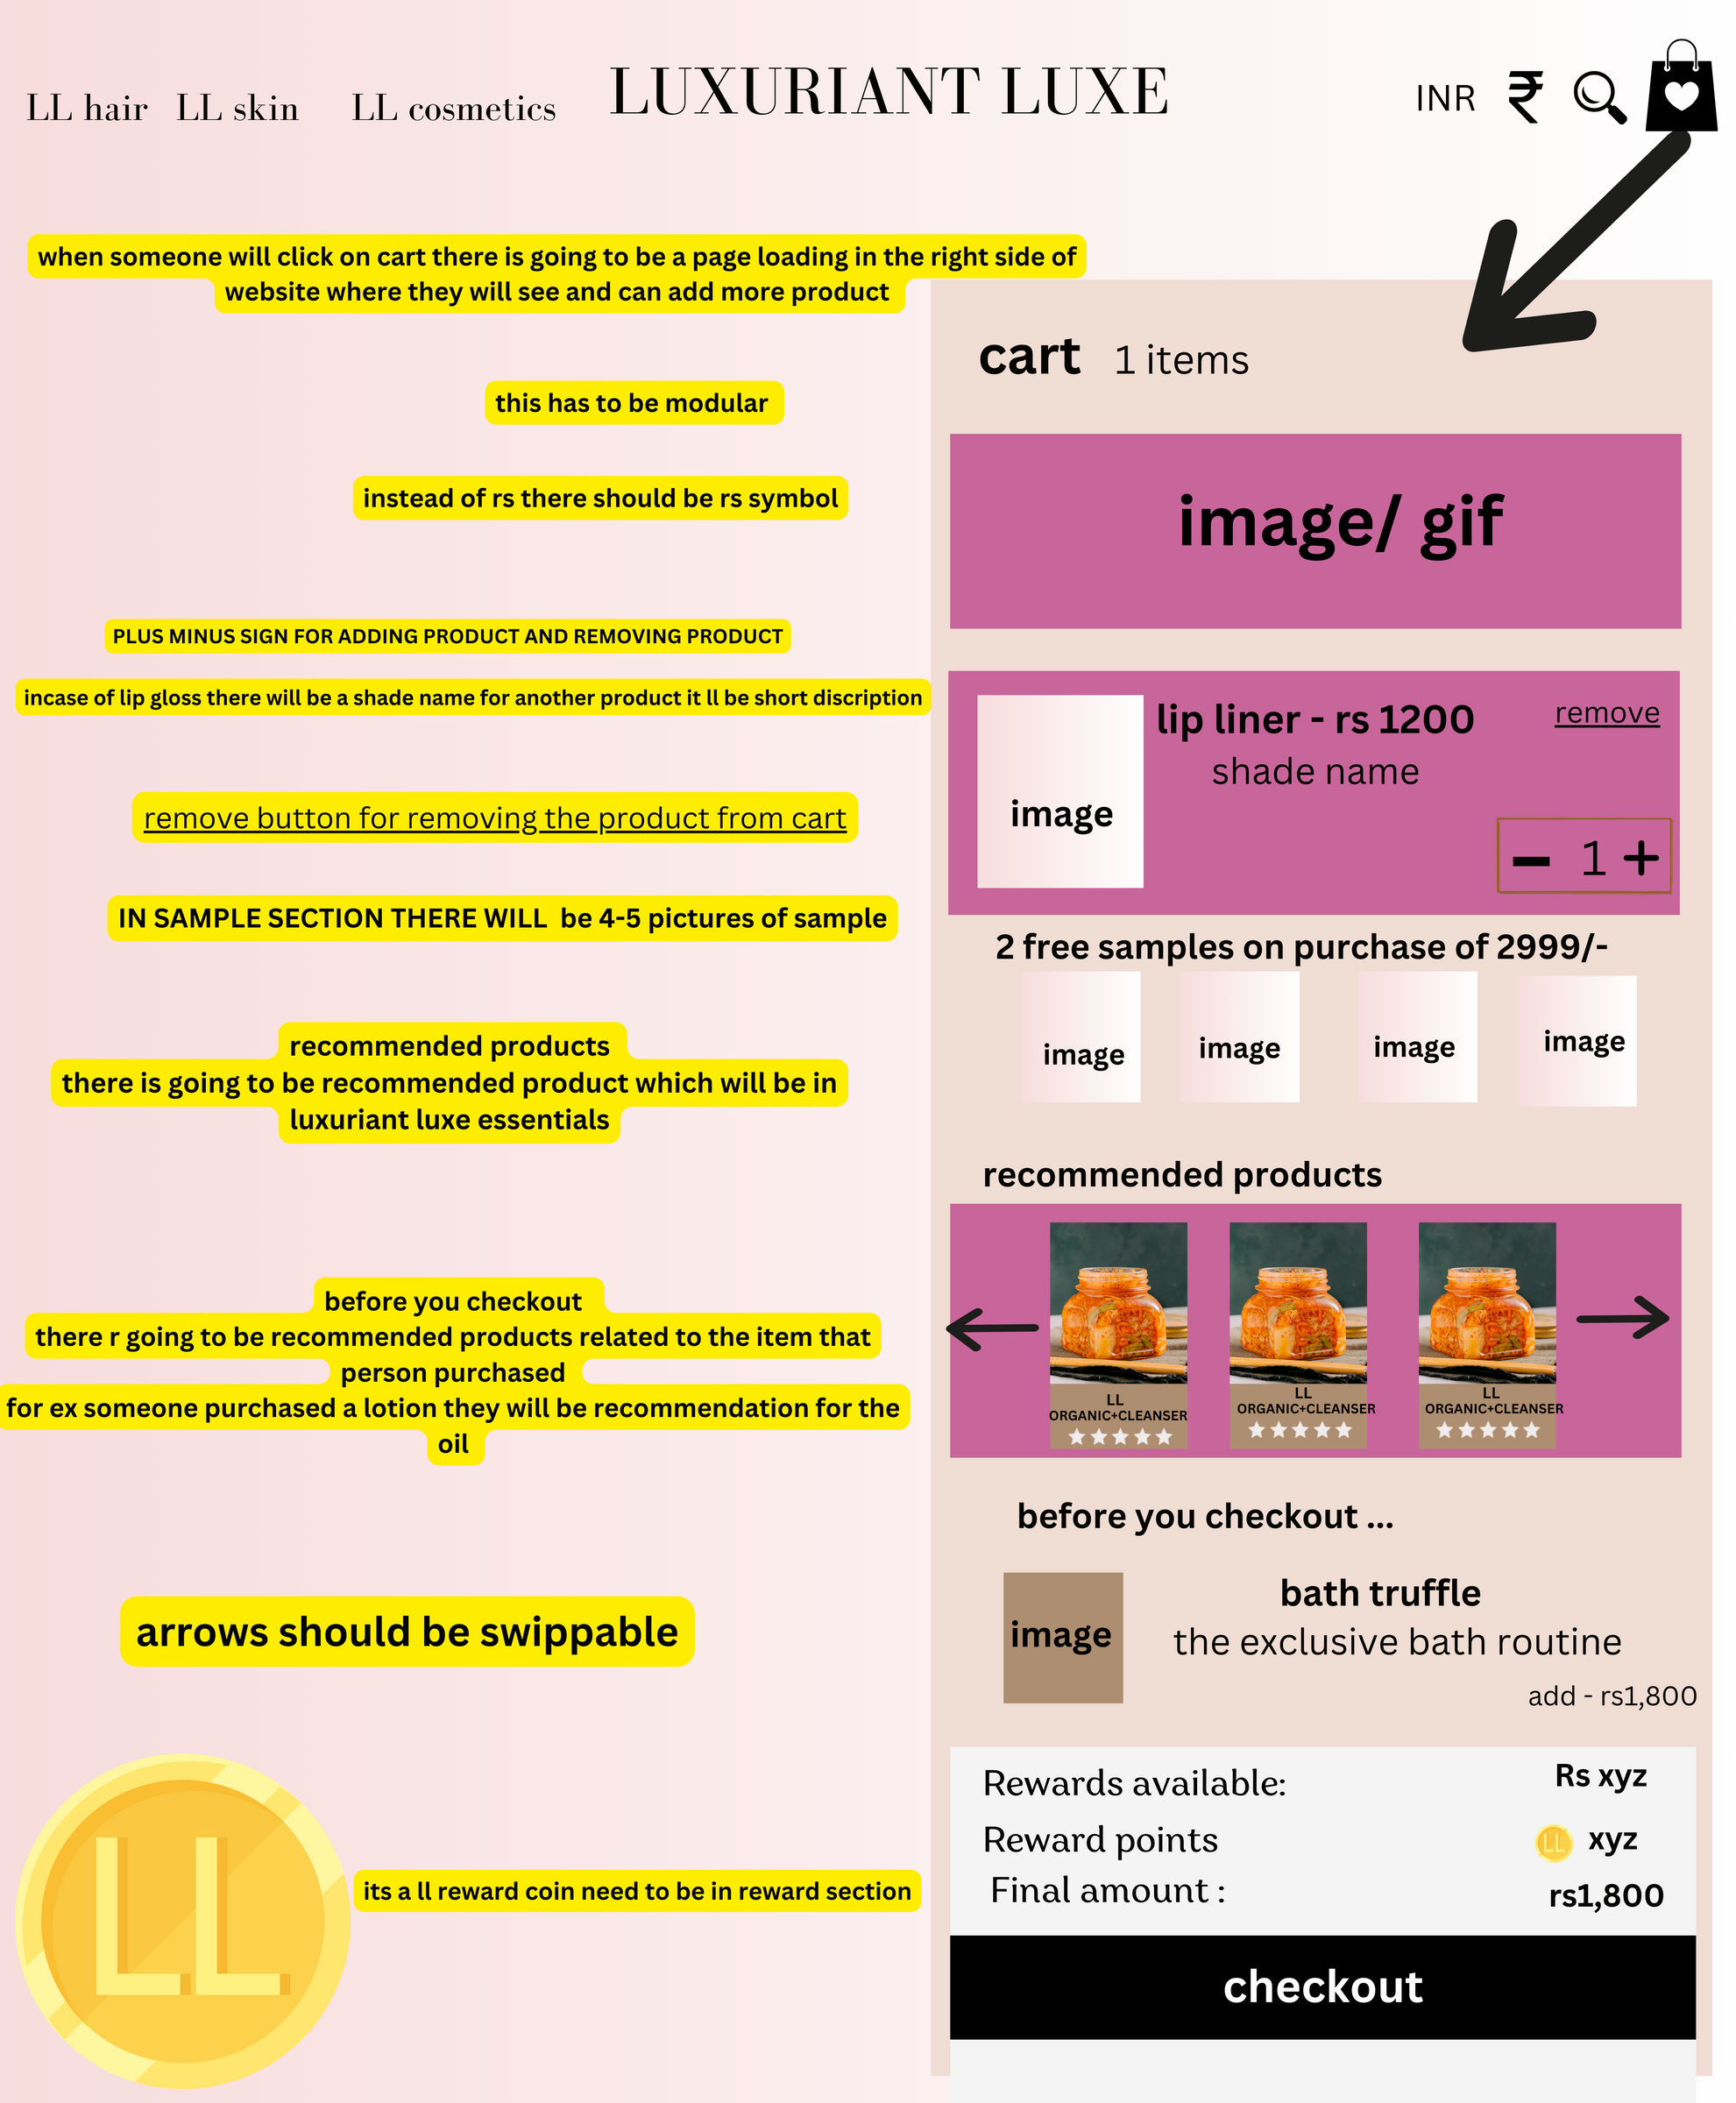 LL hair LL skin LL cosmetics LUXURIANT LUXE INR ₹
when someone will click on cart there is going to be a page loading in the right side of
website where they will see and can add more product
this has to be modular
instead of rs there should be rs symbol
PLUS MINUS SIGN FOR ADDING PRODUCT AND REMOVING PRODUCT
incase of lip gloss there will be a shade name for another product it ll be short discription
remove button for removing the product from cart
IN SAMPLE SECTION THERE WILL be 4-5 pictures of sample
recommended products
there is going to be recommended product which will be in
luxuriant luxe essentials
before you checkout
there r going to be recommended products related to the item that
person purchased
for ex someone purchased a lotion they will be recommendation for the
oil
arrows should be swippable
LL
its a ll reward coin need to be in reward section
cart 1 items
image/ gif
lip liner - rs 1200 remove
shade name
image
− 1 +
2 free samples on purchase of 2999/-
image image image image
recommended products
LL LL LL
ORGANIC+CLEANSER ORGANIC+CLEANSER ORGANIC+CLEANSER
before you checkout ...
image
bath truffle
the exclusive bath routine
add - rs1,800
Rewards available: Rs xyz
Reward points LL xyz
Final amount : rs1,800
checkout